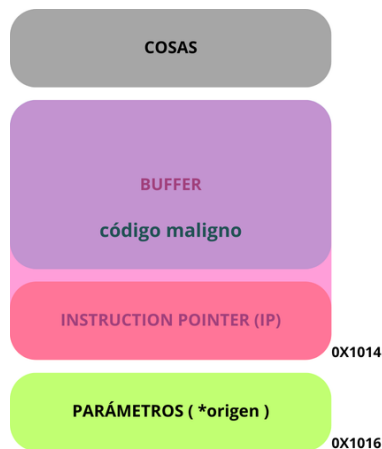 COSAS
BUFFER
código maligno
INSTRUCTION POINTER (IP)
0X1014
PARÁMETROS ( *origen )
0X1016